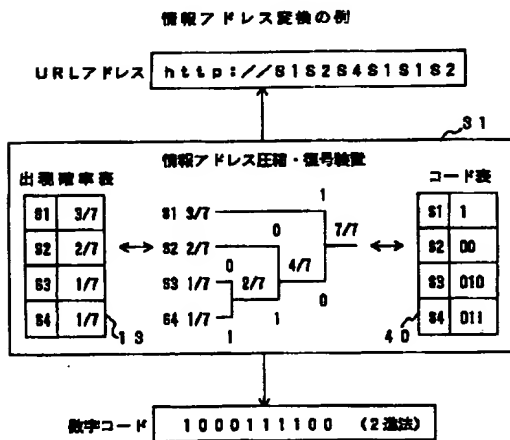 情報アドレス変換の例
URLアドレス
http://S1S2S4S1S1S2
31
情報アドレス圧縮・復号装置
出現確率表
S1 3/7
S2 2/7
S3 1/7
S4 1/7
13
S1 3/7
S2 2/7
S3 1/7
S4 1/7
0
1
2/7
0
1
4/7
1
0
7/7
コード表
S1 1
S2 00
S3 010
S4 011
40
数字コード
1000111100 (2進法)